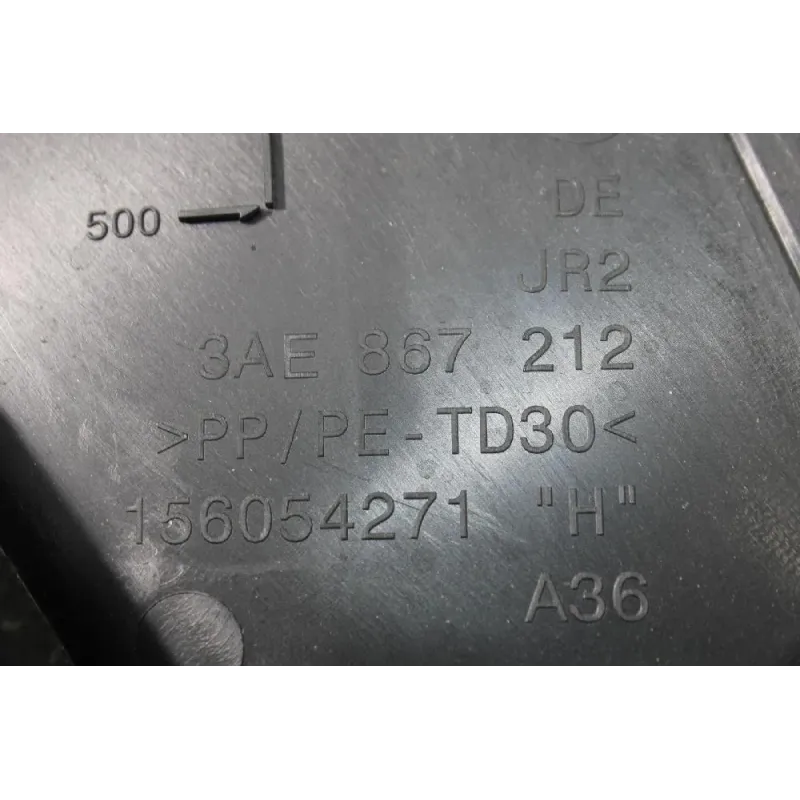 DE
500
JR2
3AE 867 212
>PP/PE-TD30<
156054271 "H"
A36